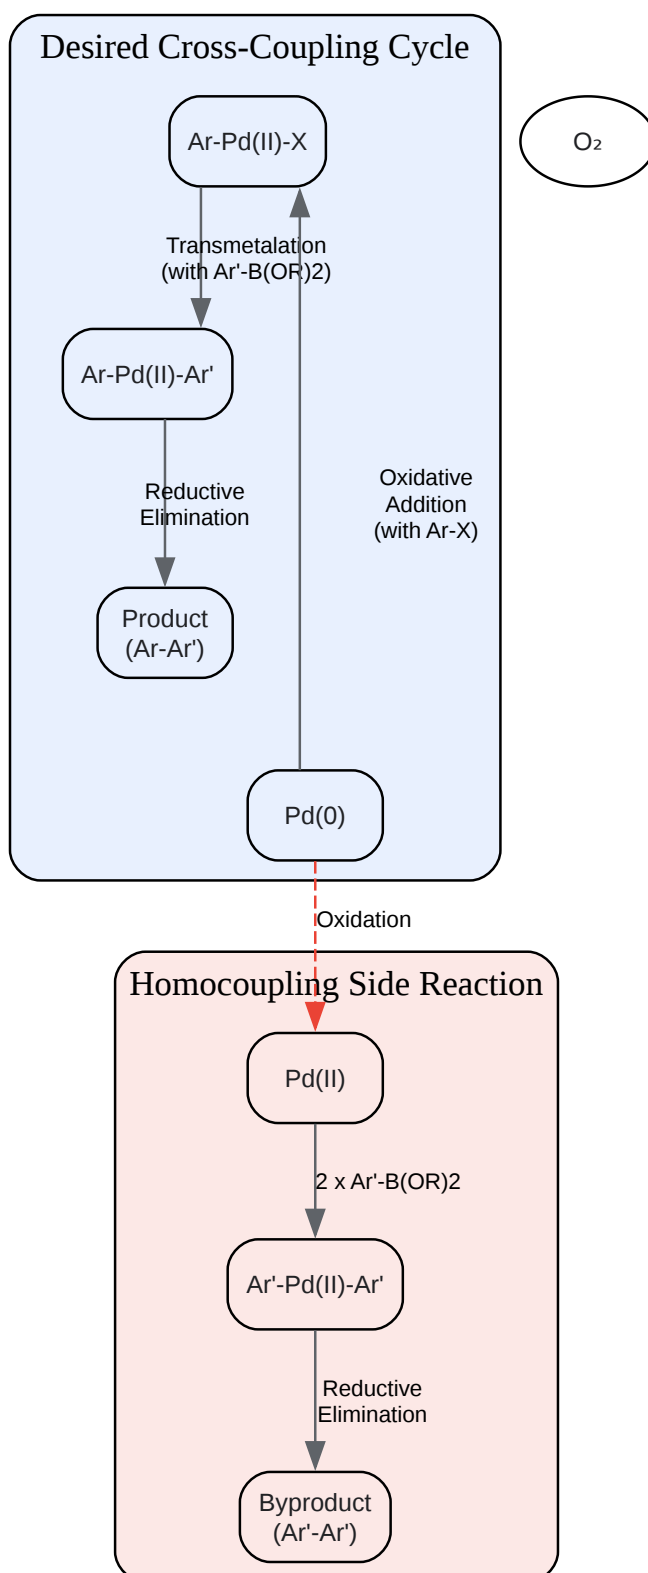 Desired Cross-Coupling Cycle
Ar-Pd(II)-X
O₂
Transmetalation
(with Ar'-B(OR)2)
Ar-Pd(II)-Ar'
Reductive
Elimination
Oxidative
Addition
(with Ar-X)
Product
(Ar-Ar')
Pd(0)
Oxidation
Homocoupling Side Reaction
Pd(II)
2 x Ar'-B(OR)2
Ar'-Pd(II)-Ar'
Reductive
Elimination
Byproduct
(Ar'-Ar')